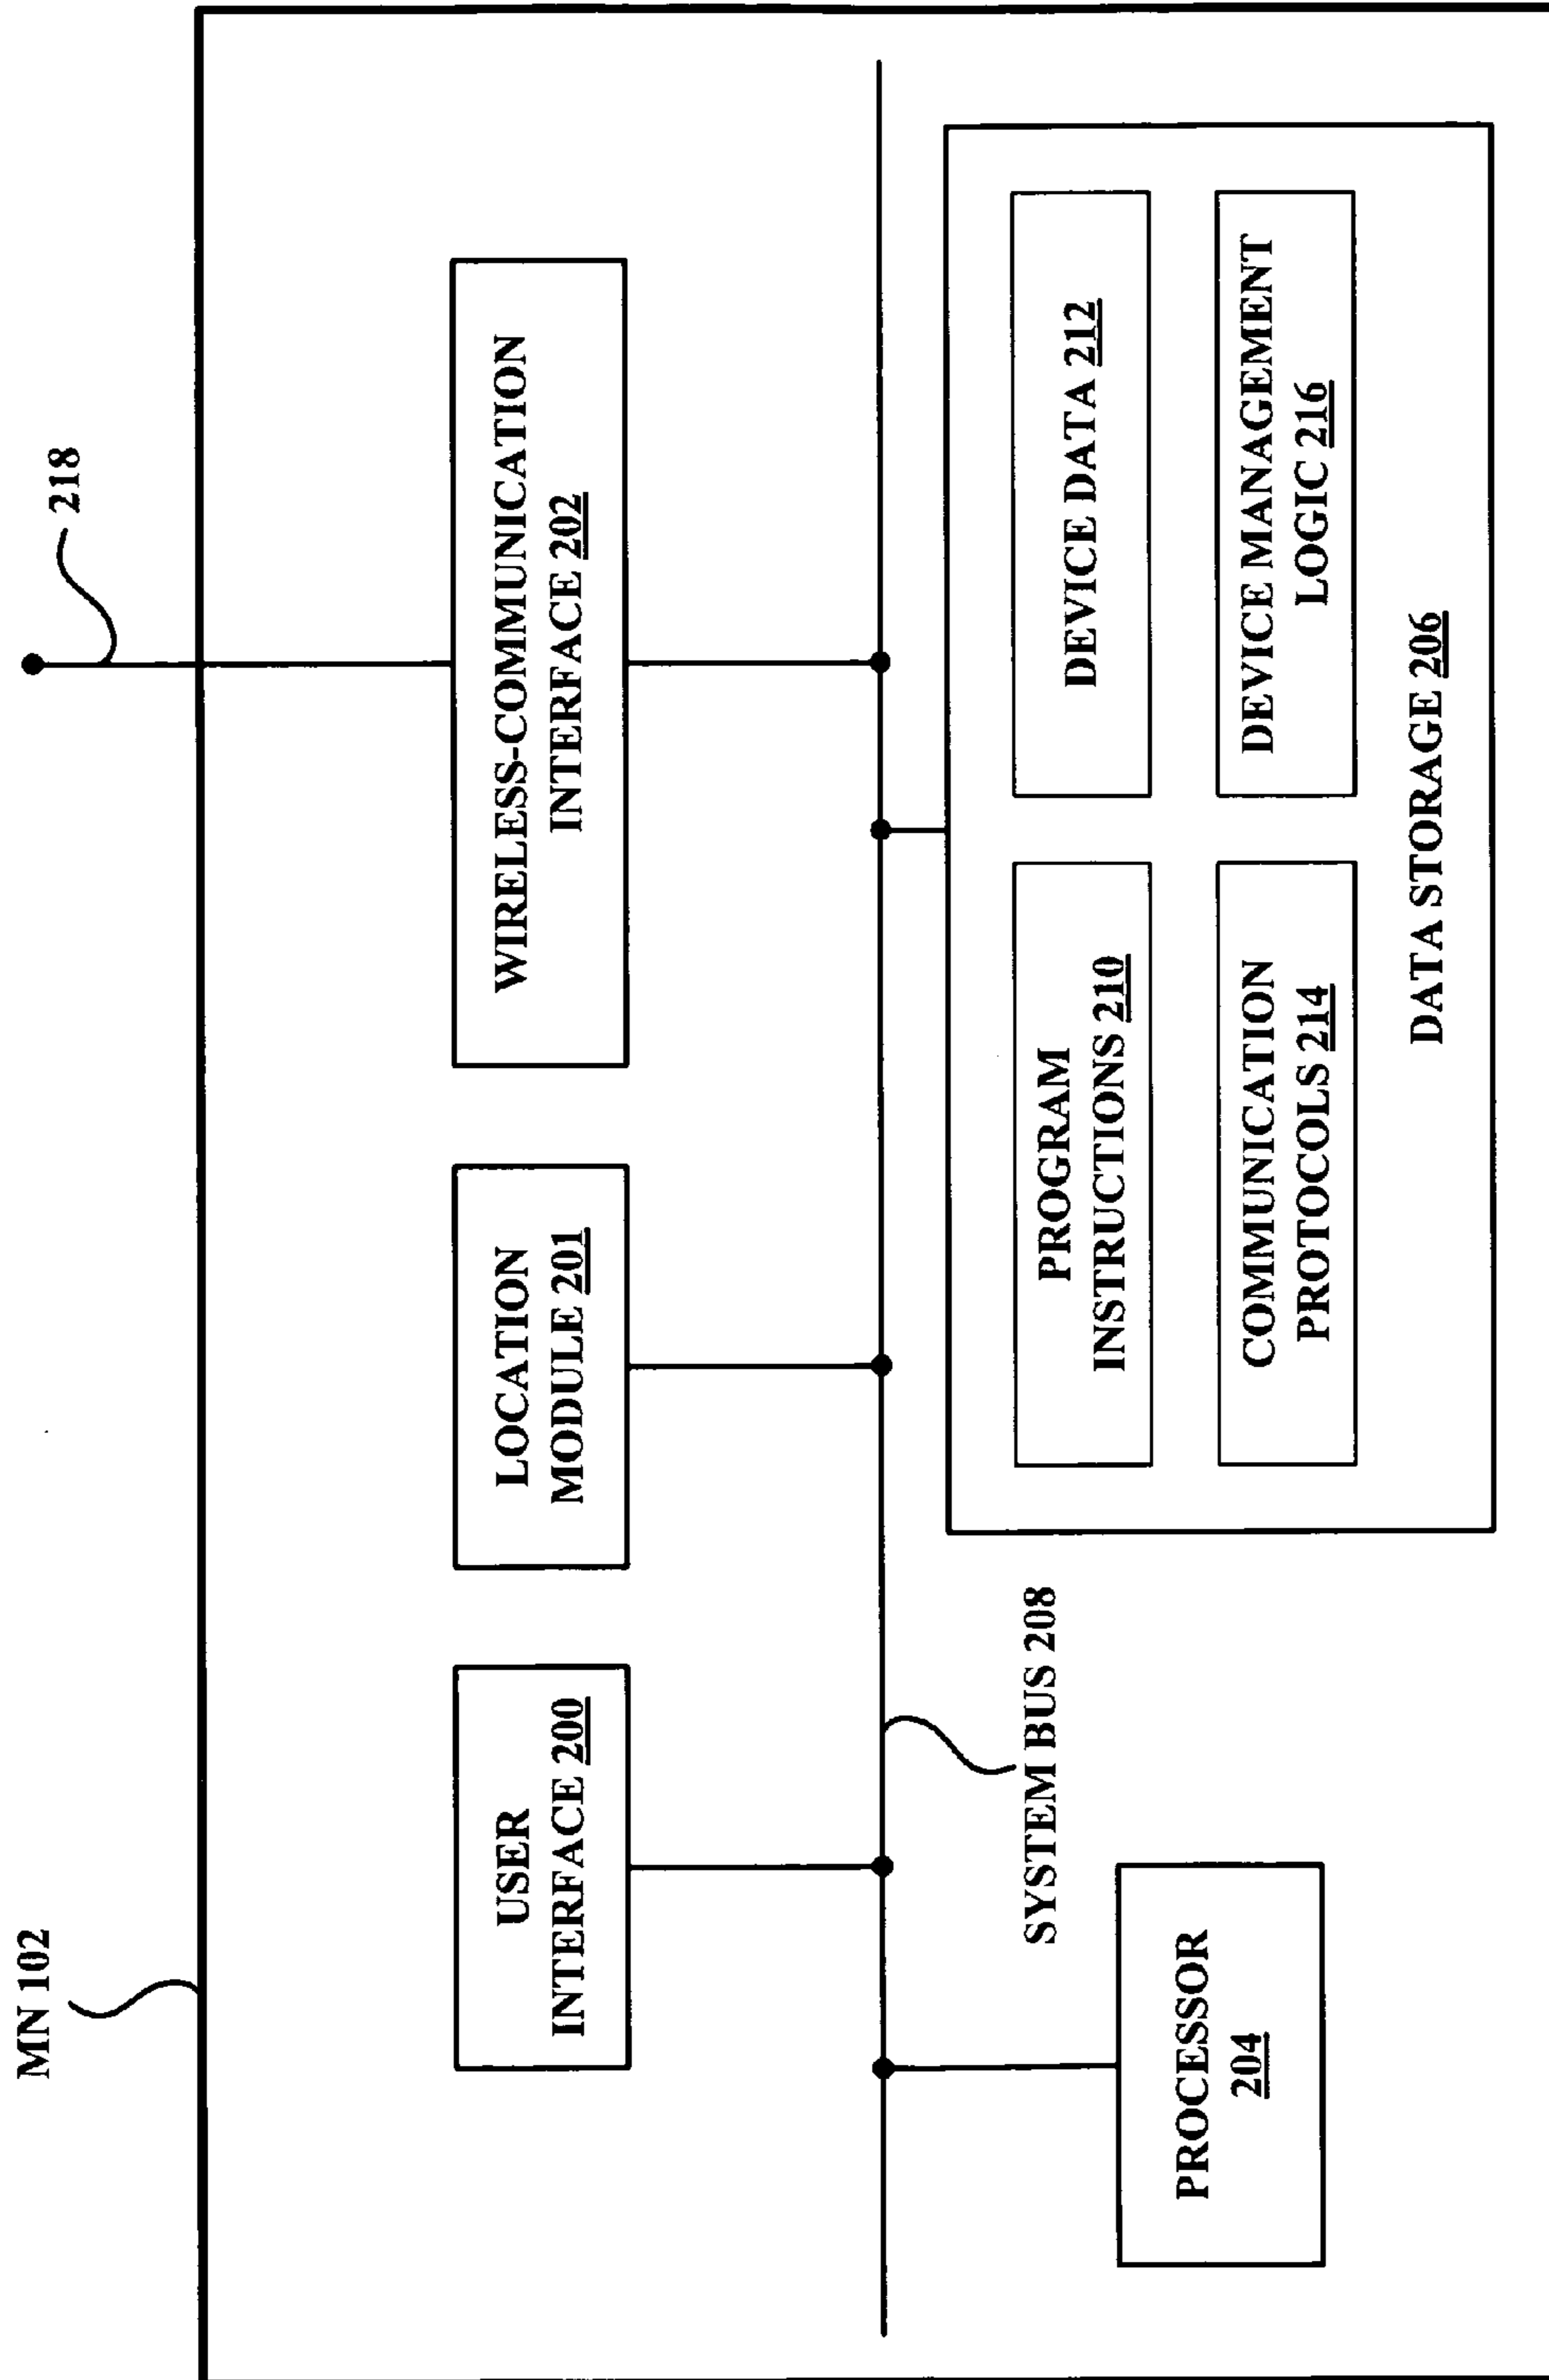 MN 102
218
USER
INTERFACE 200
LOCATION
MODULE 201
WIRELESS-COMMUNICATION
INTERFACE 202
SYSTEM BUS 208
PROCESSOR
204
PROGRAM
INSTRUCTIONS 210
DEVICE DATA 212
COMMUNICATION
PROTOCOLS 214
DEVICE MANAGEMENT
LOGIC 216
DATA STORAGE 206